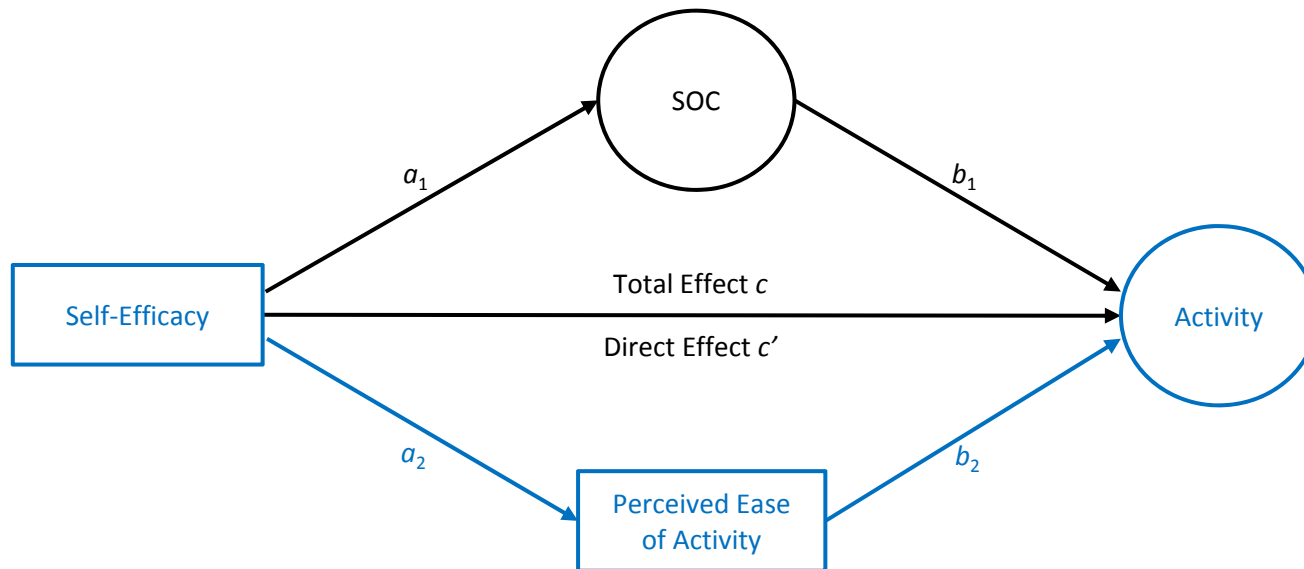 SOC
a1
b1
Total Effect c
Self-Efficacy
Activity
Direct Effect c’
a2
b2
Perceived Ease
of Activity